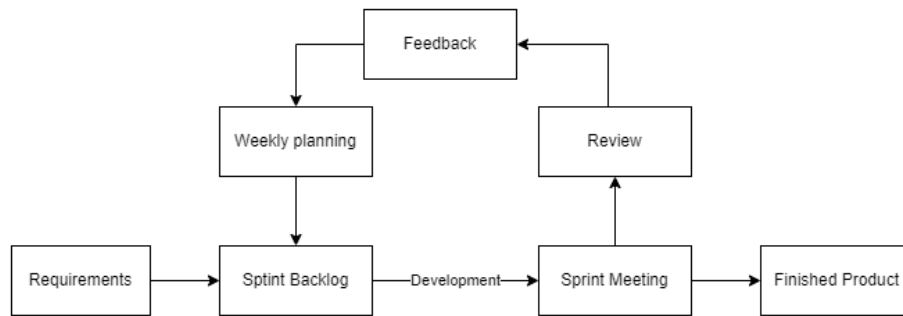 Feedback
Weekly planning
Review
Requirements
Sptint Backlog
Development
Sprint Meeting
Finished Product